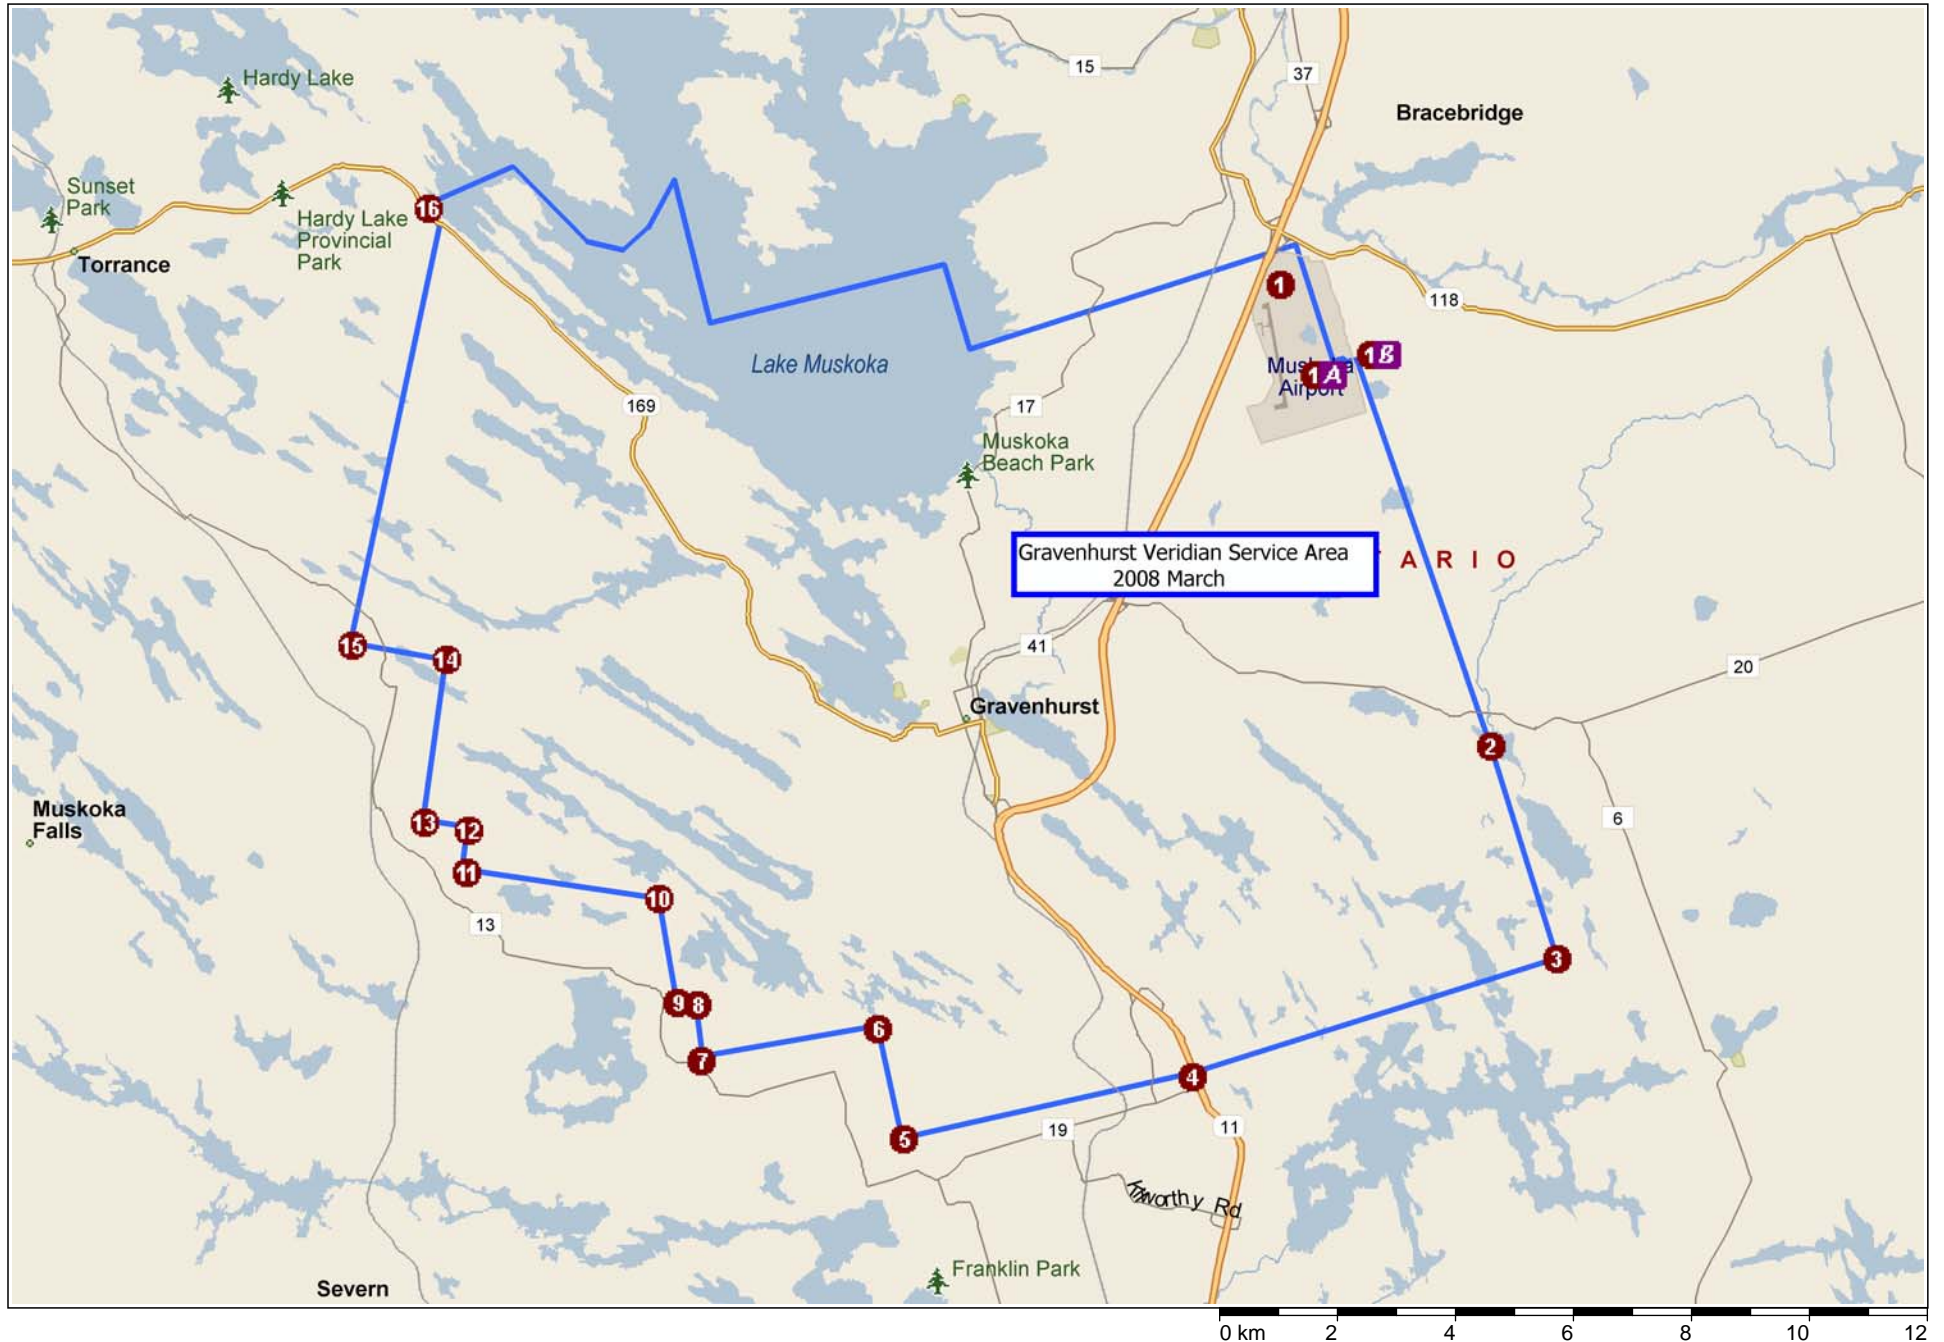 15
37
Hardy Lake
Bracebridge
Sunset
Park
16
Hardy Lake
Provincial
Park
Torrance
1
118
Lake Muskoka
1B
1A
Airport
169
17
Muskoka
Beach Park
Gravenhurst Veridian Service Area
2008 March
ARIO
15
14
41
20
Gravenhurst
2
Muskoka
Falls
13
12
6
11
10
13
3
9
8
6
7
4
5
19
11
Rd
Franklin Park
Severn
0 km 2 4 6 8 10 12